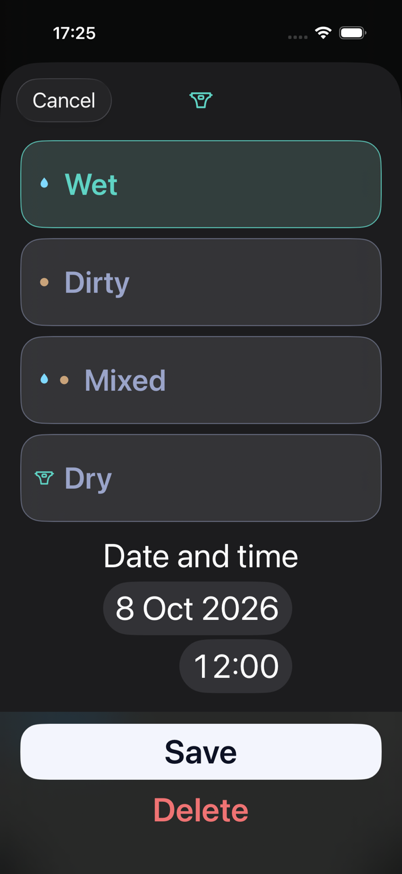 17:25
Cancel
Wet
Dirty
Mixed
Dry
Date and time
8 Oct 2026
12:00
Save
Delete